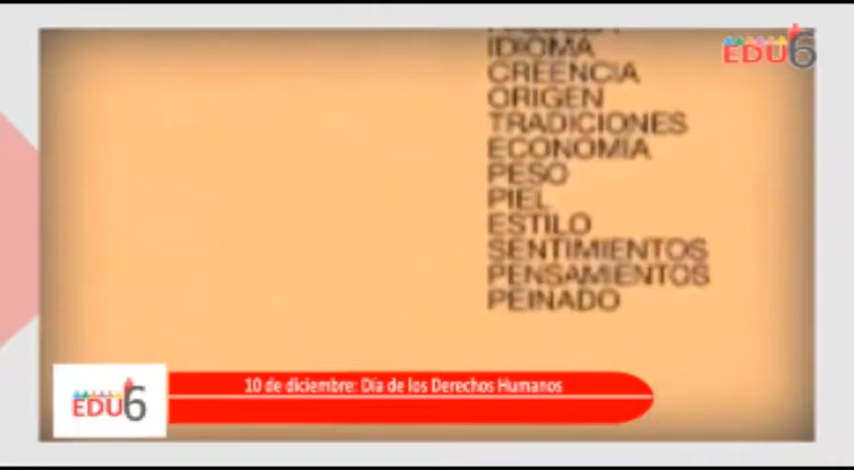 IDIOMA
CREENCIA
ORIGEN
TRADICIONES
ECONOMÍA
PESO
PIEL
ESTILO
SENTIMIENTOS
PENSAMIENTOS
PEINADO
EDU6
10 de diciembre: Día de los Derechos Humanos
EDU6